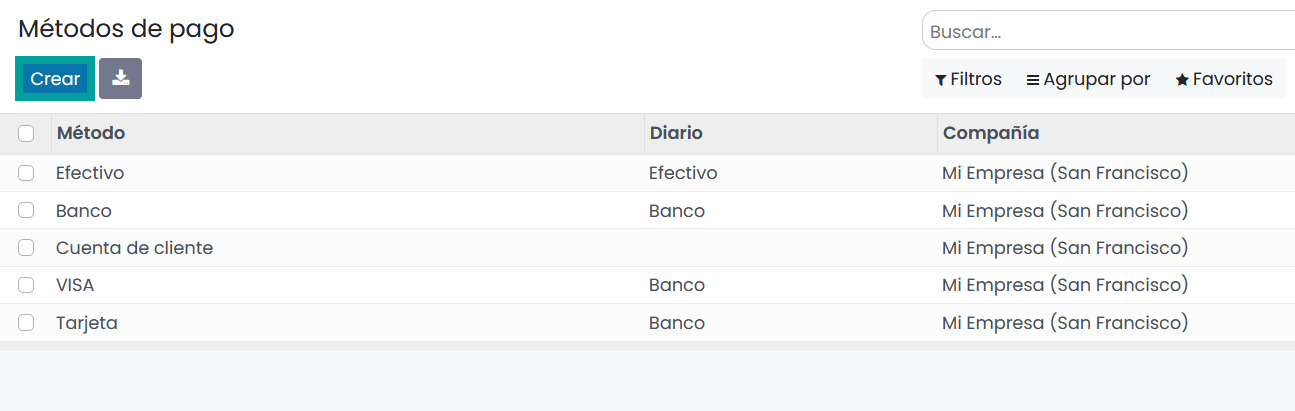 Métodos de pago
Buscar...
Crear
Filtros Agrupar por Favoritos
Método Diario Compañía
Efectivo Efectivo Mi Empresa (San Francisco)
Banco Banco Mi Empresa (San Francisco)
Cuenta de cliente Mi Empresa (San Francisco)
VISA Banco Mi Empresa (San Francisco)
Tarjeta Banco Mi Empresa (San Francisco)